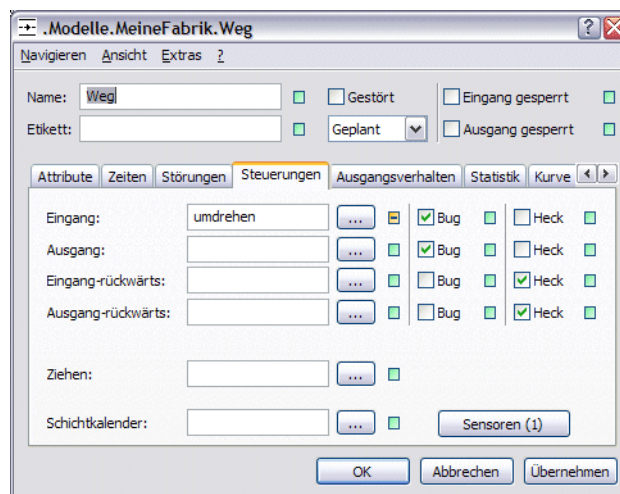 .Modelle.MeineFabrik.Weg
Navigieren Ansicht Extras ?
Name: Weg Gestört Eingang gesperrt
Etikett: Geplant Ausgang gesperrt
Attribute Zeiten Störungen Steuerungen Ausgangsverhalten Statistik Kurve
Eingang: umdrehen ... Bug Heck
Ausgang: ... Bug Heck
Eingang-rückwärts: ... Bug Heck
Ausgang-rückwärts: ... Bug Heck
Ziehen: ...
Schichtkalender: ... Sensoren (1)
OK Abbrechen Übernehmen